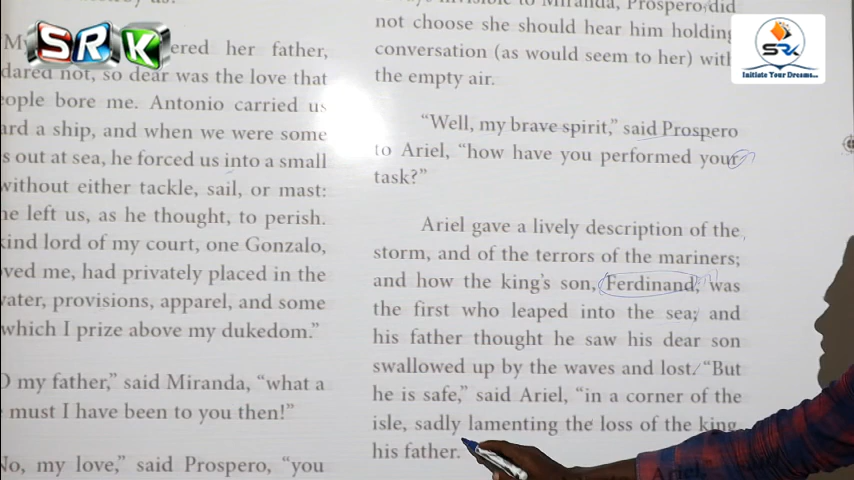 SRK
SRK
Initiate Your Dreams...
ered her father,
dared not, so dear was the love that
eople bore me. Antonio carried us
ard a ship, and when we were some
s out at sea, he forced us into a small
without either tackle, sail, or mast:
he left us, as he thought, to perish.
kind lord of my court, one Gonzalo,
oved me, had privately placed in the
water, provisions, apparel, and some
which I prize above my dukedom.”
O my father,” said Miranda, “what a
must I have been to you then!”
No, my love,” said Prospero, “you
to Miranda, Prospero did
not choose she should hear him holding
conversation (as would seem to her) with
the empty air.
“Well, my brave spirit,” said Prospero
to Ariel, “how have you performed your
task?”
Ariel gave a lively description of the
storm, and of the terrors of the mariners;
and how the king’s son, Ferdinand, was
the first who leaped into the sea; and
his father thought he saw his dear son
swallowed up by the waves and lost. “But
he is safe,” said Ariel, “in a corner of the
isle, sadly lamenting the loss of the king,
his father.
Ariel